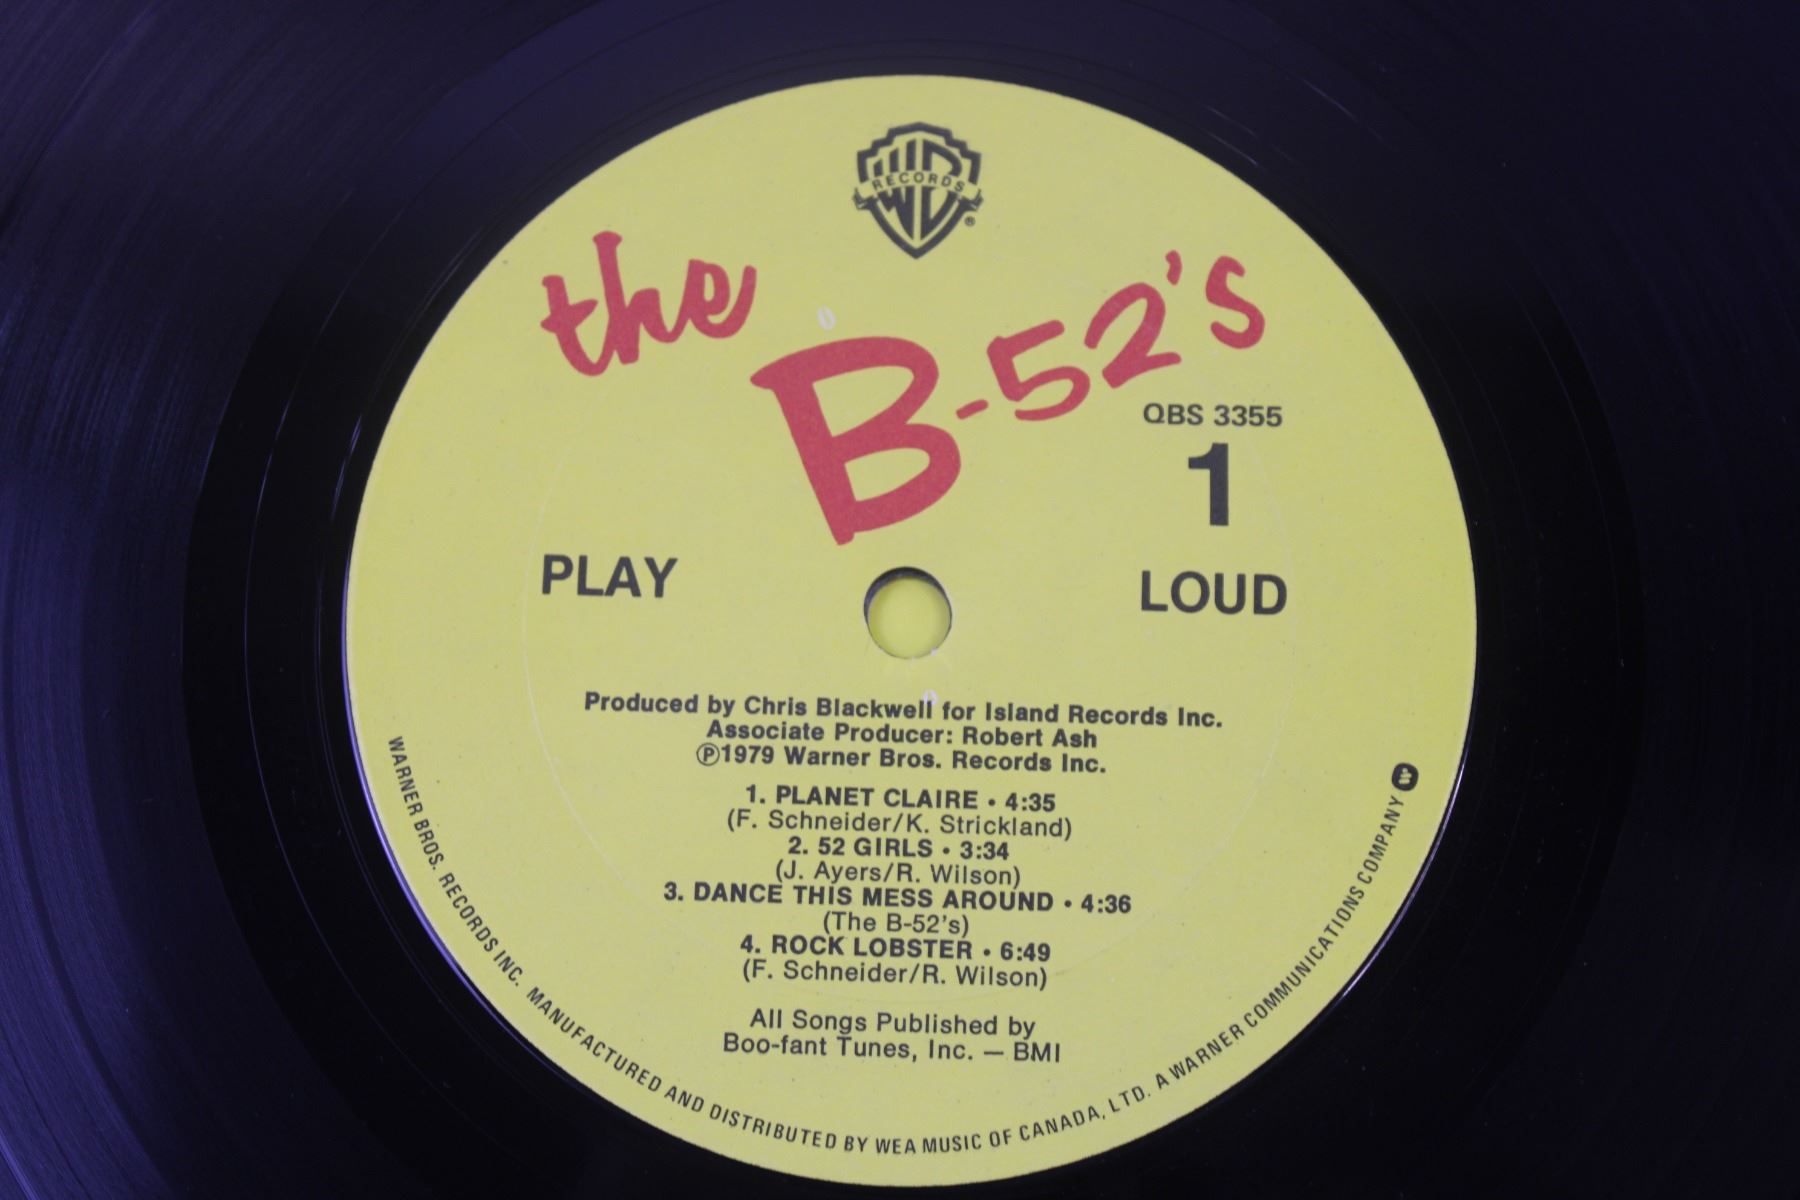 WB
RECORDS
®
the
B-52's
QBS 3355
1
PLAY LOUD
Produced by Chris Blackwell for Island Records Inc.
Associate Producer: Robert Ash
℗1979 Warner Bros. Records Inc.
1. PLANET CLAIRE • 4:35
(F. Schneider/K. Strickland)
2. 52 GIRLS • 3:34
(J. Ayers/R. Wilson)
3. DANCE THIS MESS AROUND • 4:36
(The B-52's)
4. ROCK LOBSTER • 6:49
(F. Schneider/R. Wilson)
All Songs Published by
Boo-fant Tunes, Inc. — BMI
WARNER BROS. RECORDS INC. MANUFACTURED AND DISTRIBUTED BY WEA MUSIC OF CANADA, LTD. A WARNER COMMUNICATIONS COMPANY